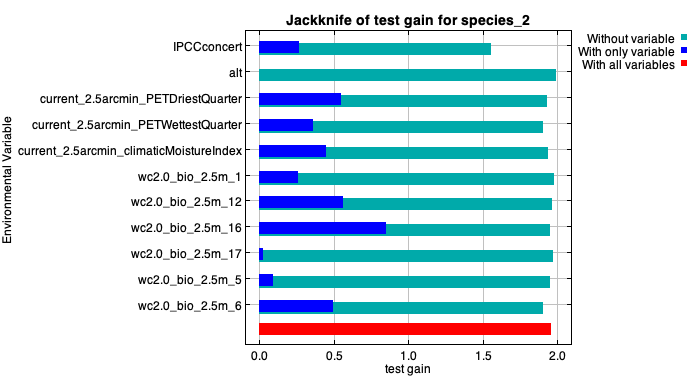 Jackknife of test gain for species_2
Without variable
With only variable
With all variables
Environmental Variable
IPCCconcert
alt
current_2.5arcmin_PETDriestQuarter
current_2.5arcmin_PETWettestQuarter
current_2.5arcmin_climaticMoistureIndex
wc2.0_bio_2.5m_1
wc2.0_bio_2.5m_12
wc2.0_bio_2.5m_16
wc2.0_bio_2.5m_17
wc2.0_bio_2.5m_5
wc2.0_bio_2.5m_6
0.0 0.5 1.0 1.5 2.0
test gain